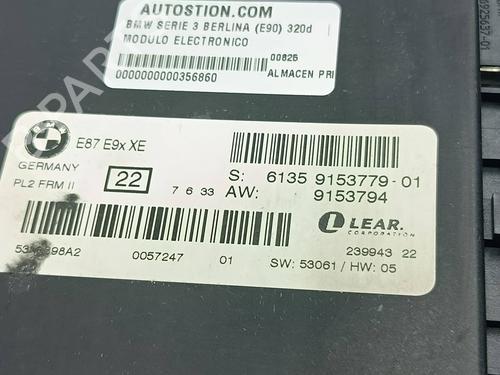 AUTOSTION.COM
BMW SERIE 3 BERLINA (E90) 320d
MODULO ELECTRONICO
00826
0000000000356860
ALMACEN PRI
BMW
E87 E9x XE
GERMANY
PL2 FRM II
22
7 6 33
S: 6135 9153779-01
AW: 9153794
LEAR.
CORPORATION
0057247 01
239943 22
SW: 53061 / HW: 05